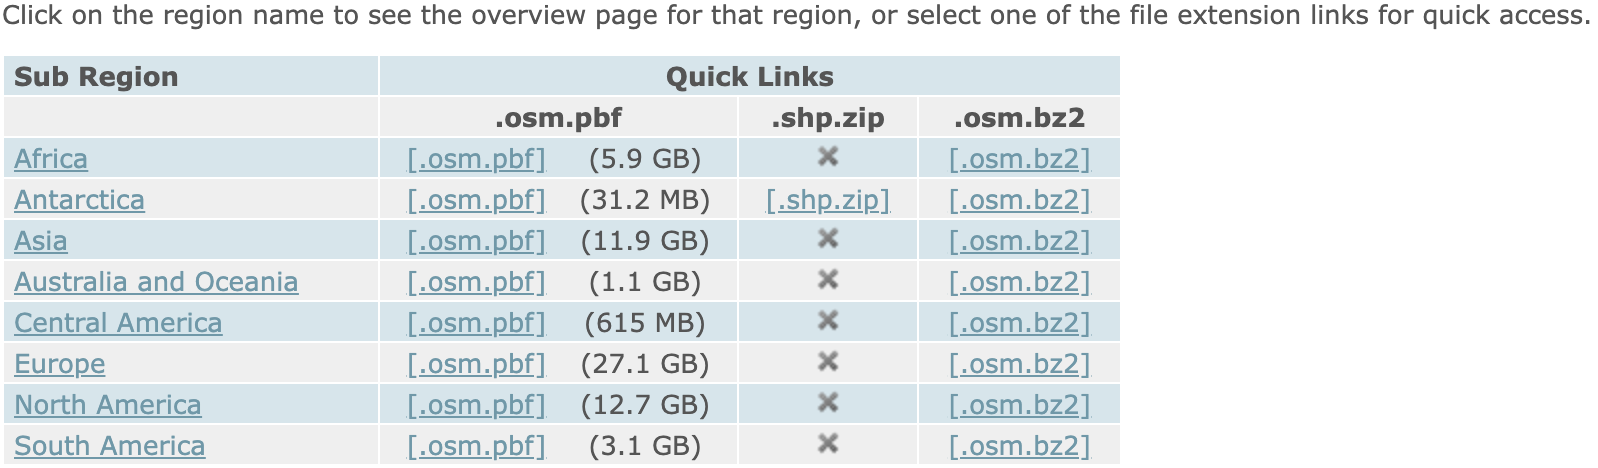 Click on the region name to see the overview page for that region, or select one of the file extension links for quick access.
Sub Region Quick Links
.osm.pbf .shp.zip .osm.bz2
Africa [.osm.pbf] (5.9 GB) [.osm.bz2]
Antarctica [.osm.pbf] (31.2 MB) [.shp.zip] [.osm.bz2]
Asia [.osm.pbf] (11.9 GB) [.osm.bz2]
Australia and Oceania [.osm.pbf] (1.1 GB) [.osm.bz2]
Central America [.osm.pbf] (615 MB) [.osm.bz2]
Europe [.osm.pbf] (27.1 GB) [.osm.bz2]
North America [.osm.pbf] (12.7 GB) [.osm.bz2]
South America [.osm.pbf] (3.1 GB) [.osm.bz2]